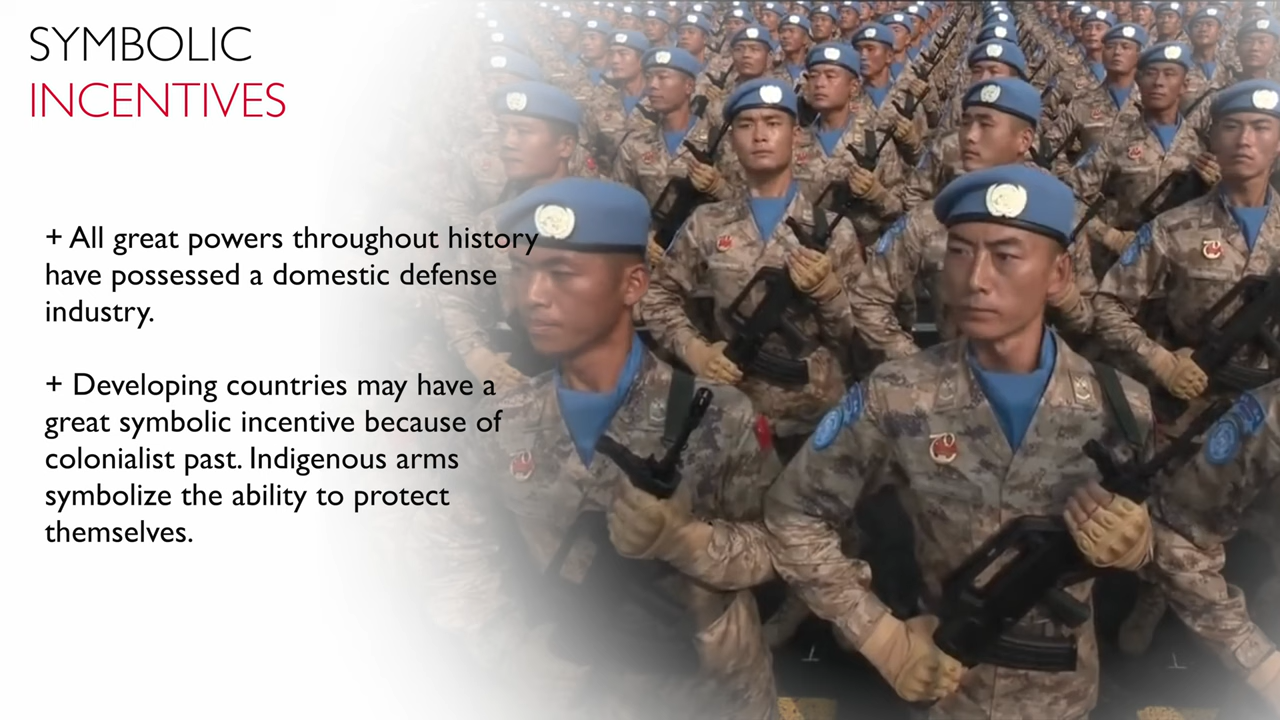 SYMBOLIC
INCENTIVES
+ All great powers throughout history
have possessed a domestic defense
industry.
+ Developing countries may have a
great symbolic incentive because of
colonialist past. Indigenous arms
symbolize the ability to protect
themselves.